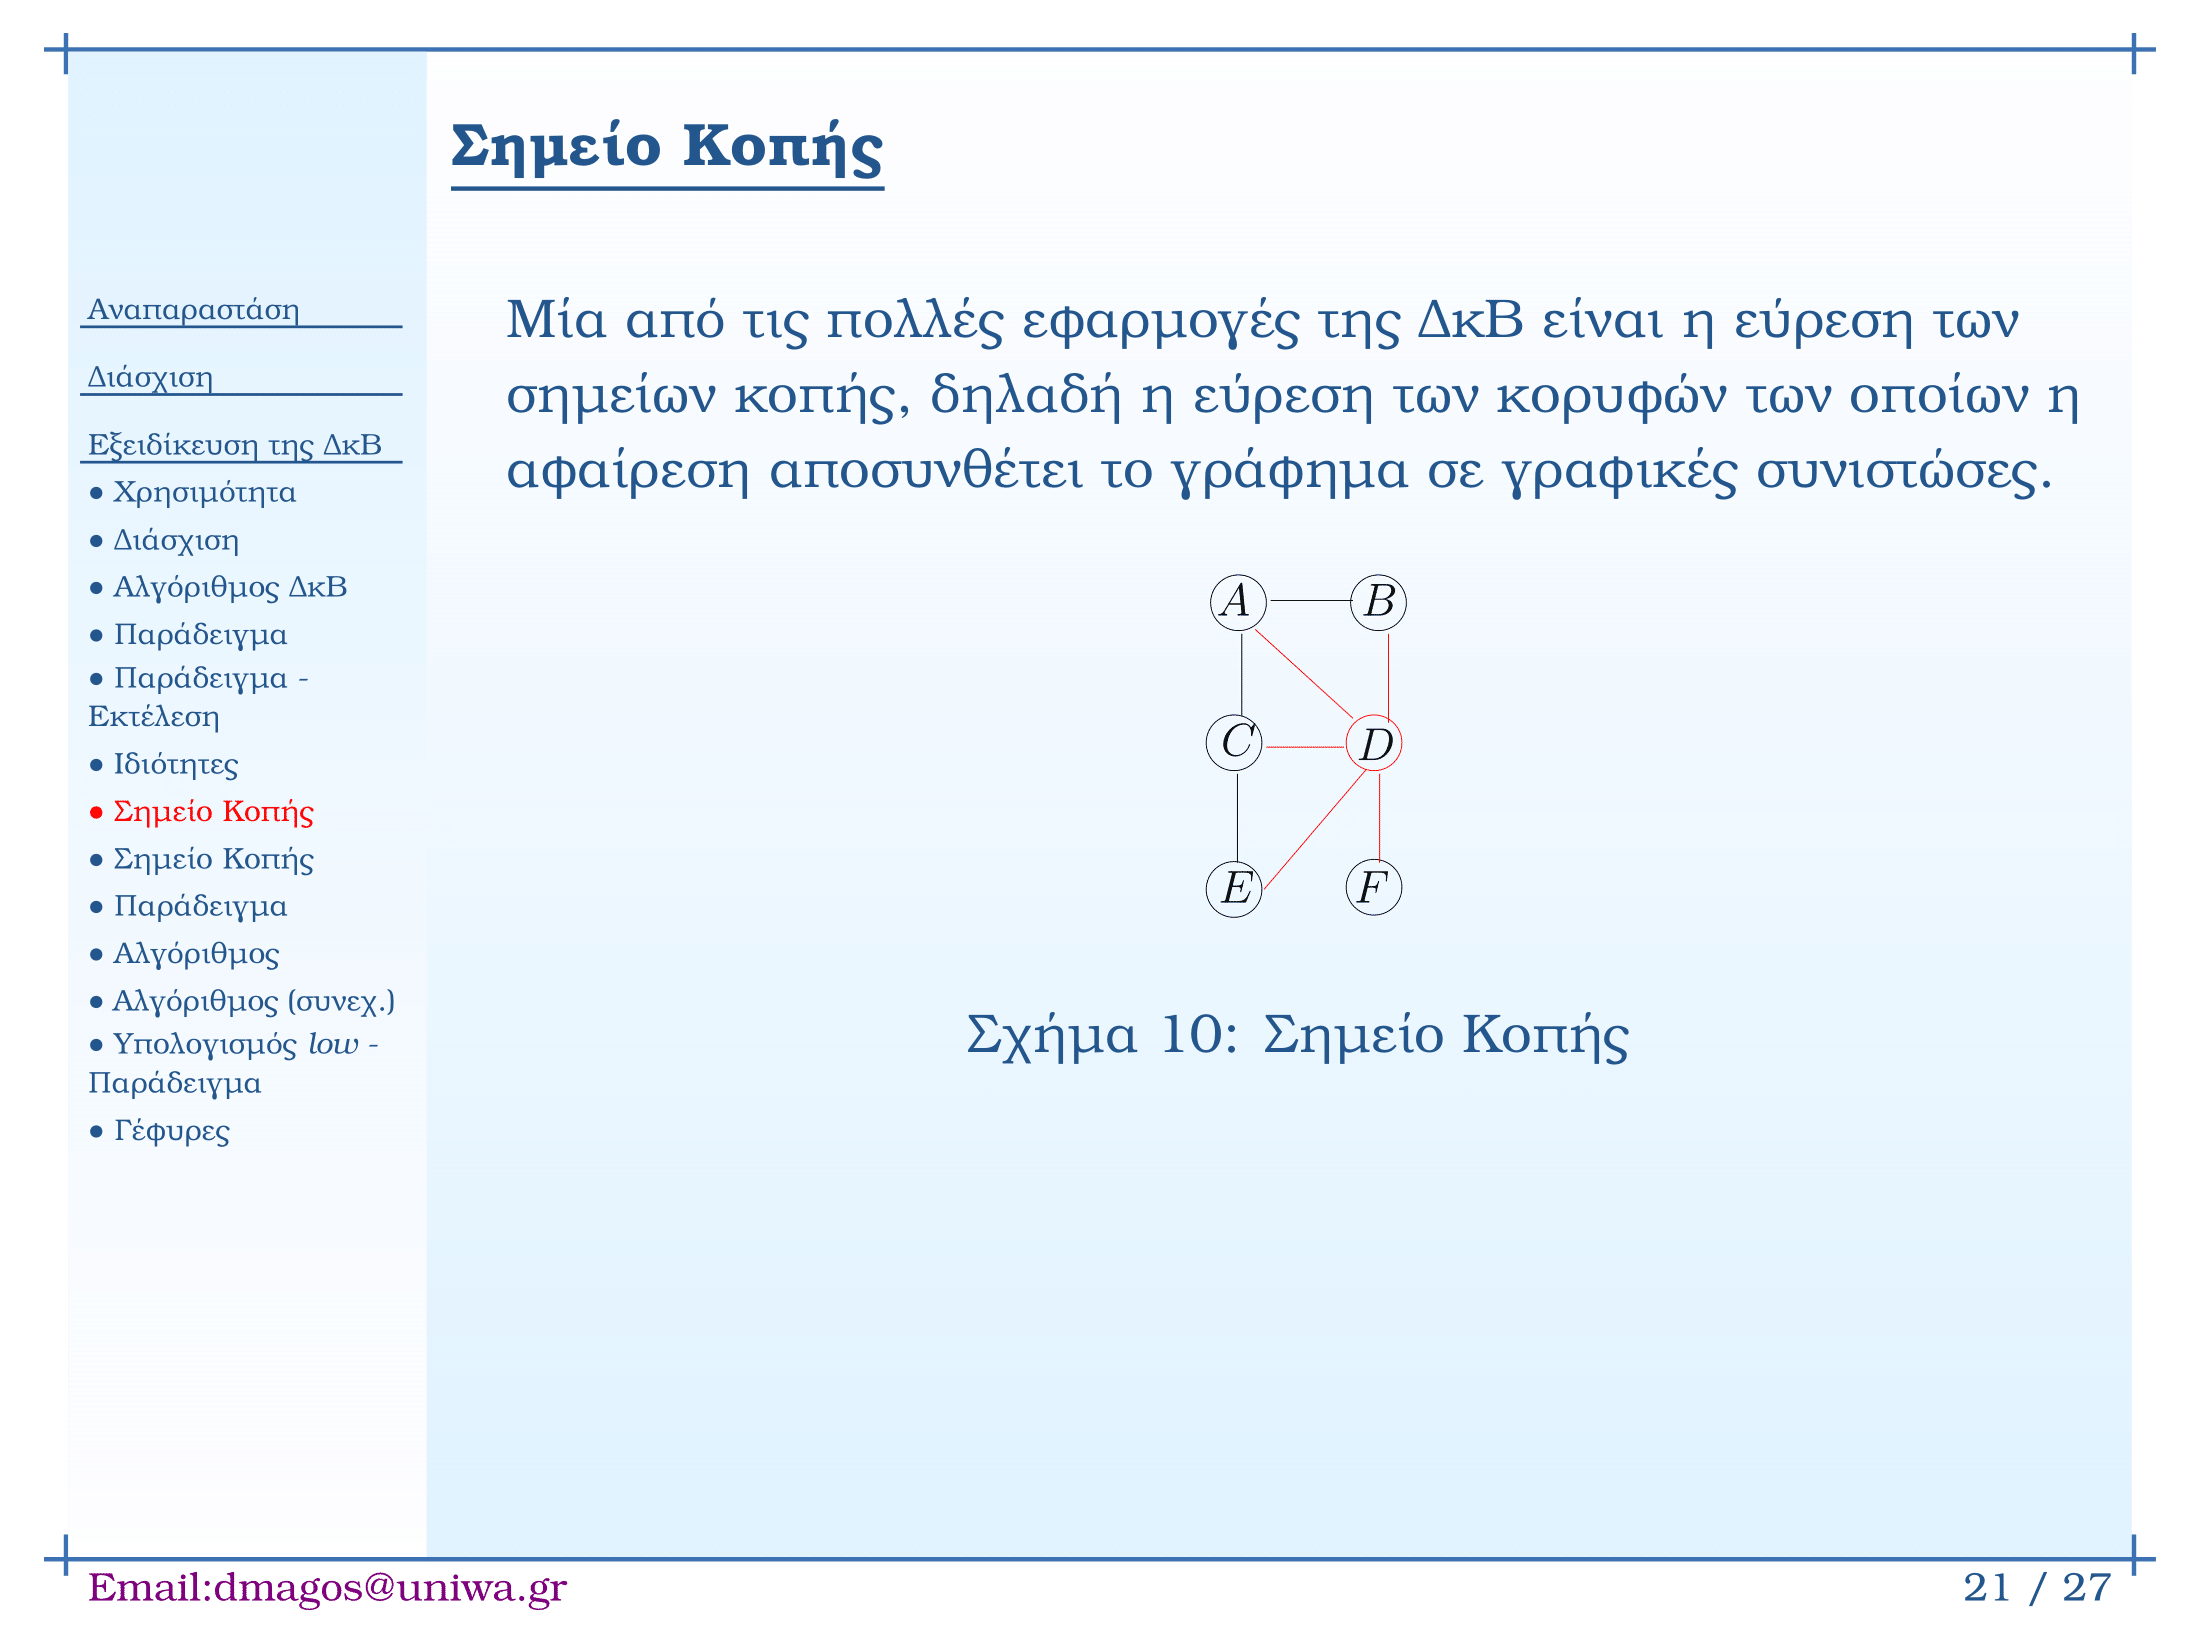 Σημείο Κοπής
Αναπαραστάση
Διάσχιση
Εξειδίκευση της ΔκΒ
● Χρησιμότητα
● Διάσχιση
● Αλγόριθμος ΔκΒ
● Παράδειγμα
● Παράδειγμα -
Εκτέλεση
● Ιδιότητες
● Σημείο Κοπής
● Σημείο Κοπής
● Παράδειγμα
● Αλγόριθμος
● Αλγόριθμος (συνεχ.)
● Υπολογισμός low -
Παράδειγμα
● Γέφυρες
Μία από τις πολλές εφαρμογές της ΔκΒ είναι η εύρεση των
σημείων κοπής, δηλαδή η εύρεση των κορυφών των οποίων η
αφαίρεση αποσυνθέτει το γράφημα σε γραφικές συνιστώσες.
A B
C D
E F
Σχήμα 10: Σημείο Κοπής
Email:dmagos@uniwa.gr
21 / 27